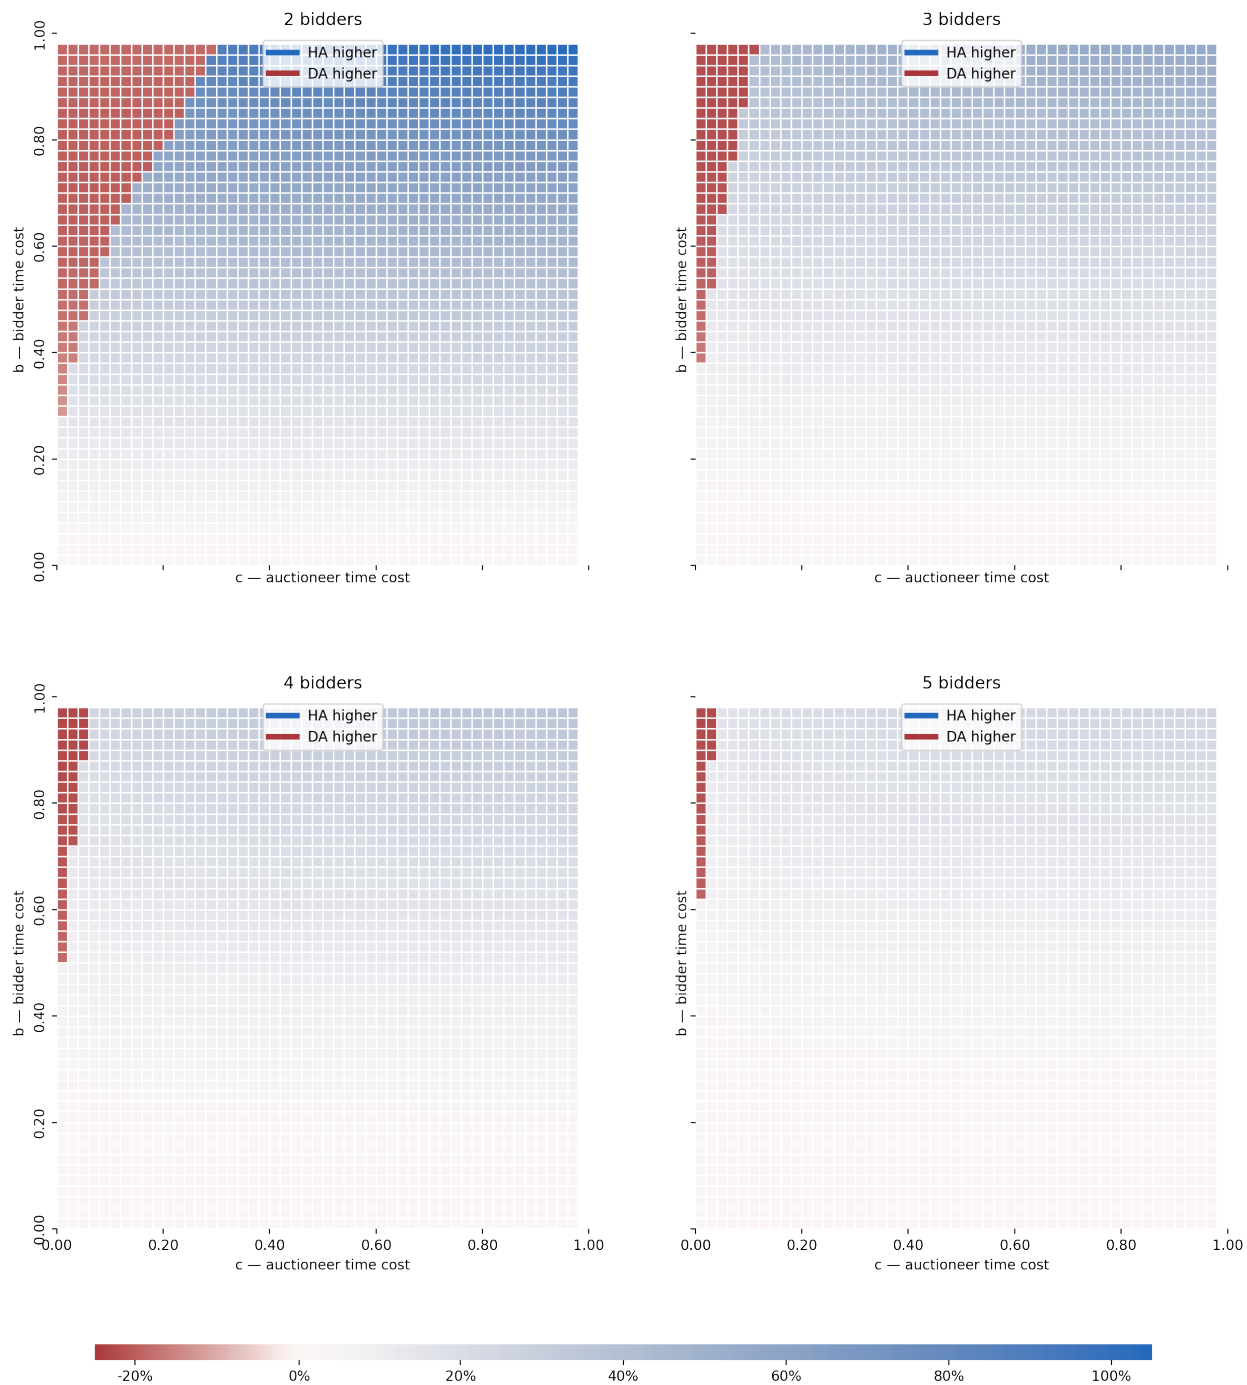 2 bidders
HA higher
DA higher
b — bidder time cost
1.00
0.80
0.60
0.40
0.20
0.00
c — auctioneer time cost
3 bidders
HA higher
DA higher
b — bidder time cost
c — auctioneer time cost
4 bidders
HA higher
DA higher
b — bidder time cost
1.00
0.80
0.60
0.40
0.20
0.00
0.00 0.20 0.40 0.60 0.80 1.00
c — auctioneer time cost
5 bidders
HA higher
DA higher
b — bidder time cost
0.00 0.20 0.40 0.60 0.80 1.00
c — auctioneer time cost
-20% 0% 20% 40% 60% 80% 100%